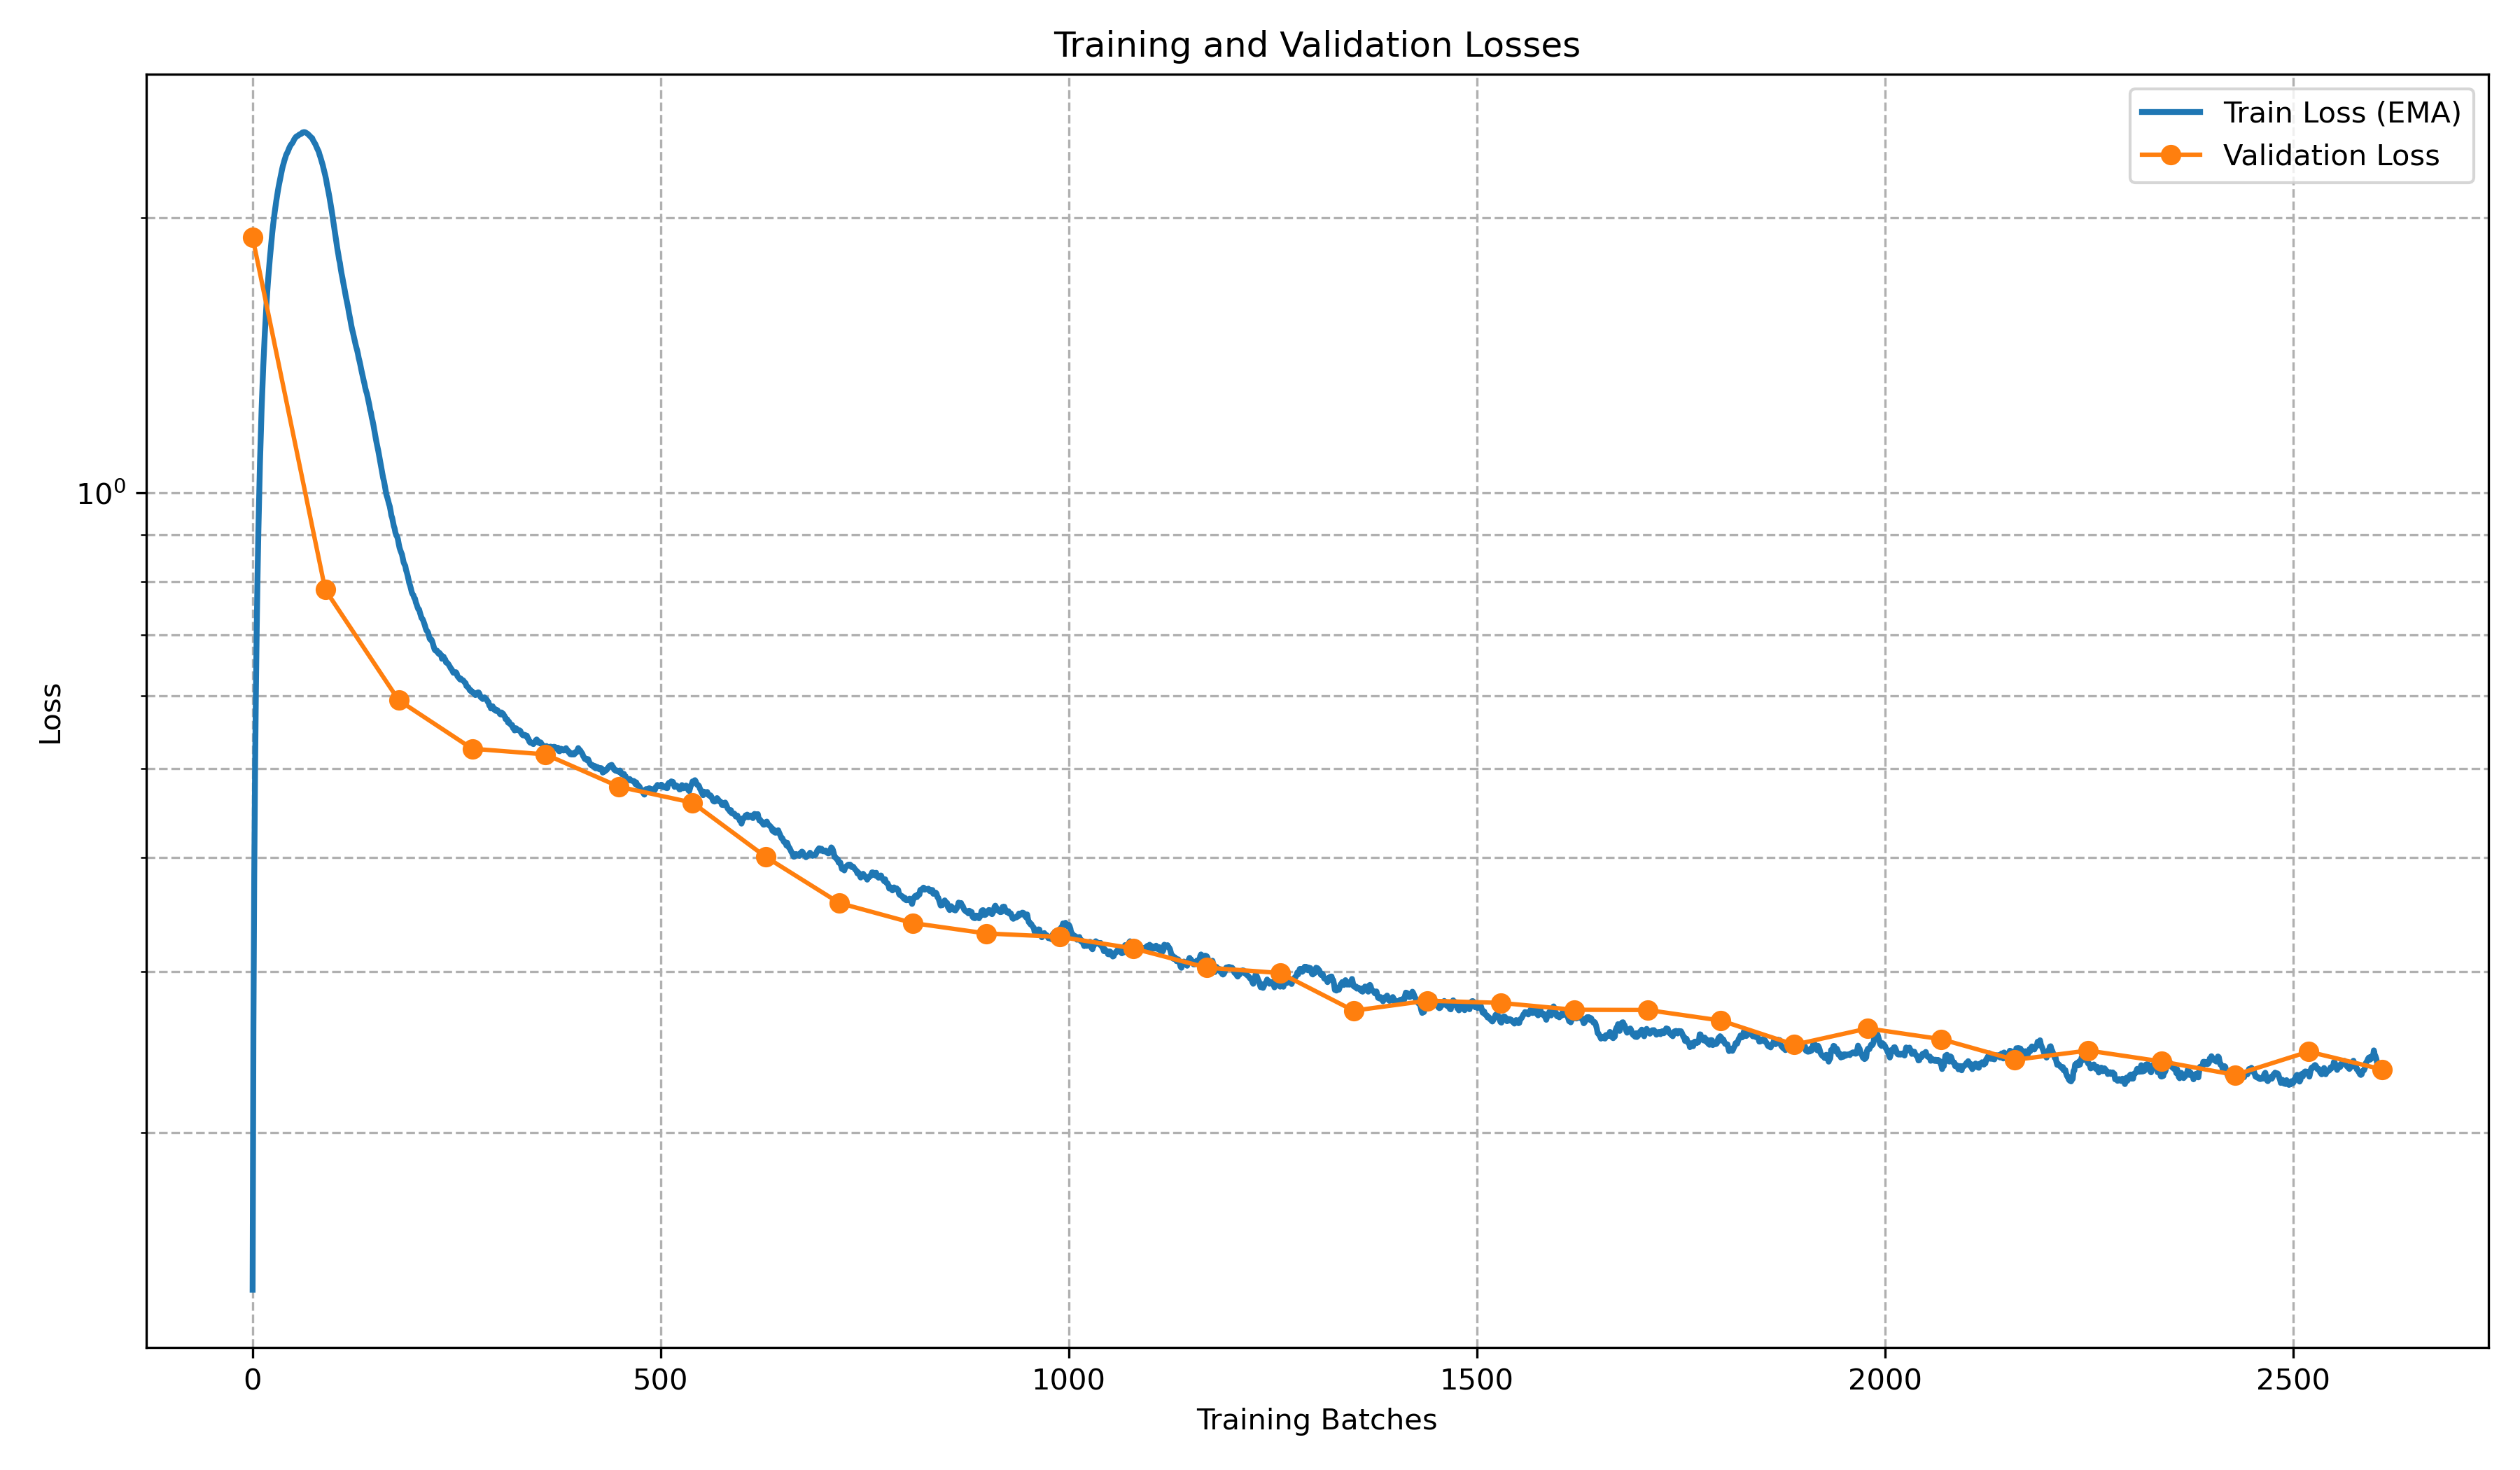 Training and Validation Losses
Train Loss (EMA)
Validation Loss
10⁰
Loss
0 500 1000 1500 2000 2500
Training Batches